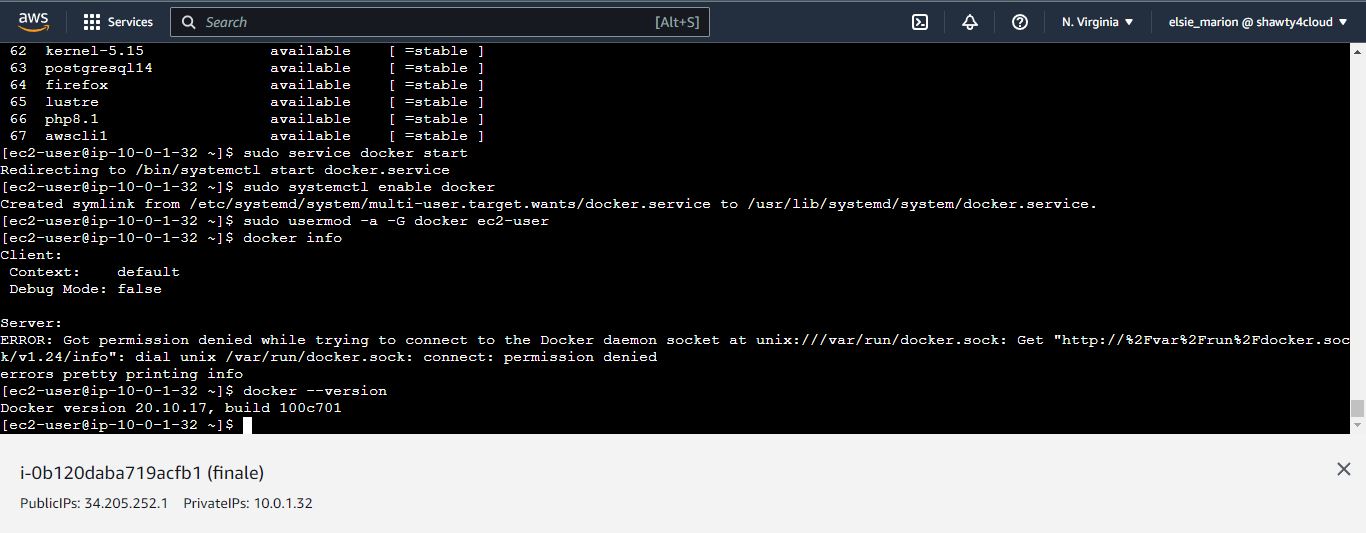 aws
Services
Search
[Alt+S]
N. Virginia
elsie_marion @ shawty4cloud
62 kernel-5.15 available [ =stable ]
63 postgresql14 available [ =stable ]
64 firefox available [ =stable ]
65 lustre available [ =stable ]
66 php8.1 available [ =stable ]
67 awscli1 available [ =stable ]
[ec2-user@ip-10-0-1-32 ~]$ sudo service docker start
Redirecting to /bin/systemctl start docker.service
[ec2-user@ip-10-0-1-32 ~]$ sudo systemctl enable docker
Created symlink from /etc/systemd/system/multi-user.target.wants/docker.service to /usr/lib/systemd/system/docker.service.
[ec2-user@ip-10-0-1-32 ~]$ sudo usermod -a -G docker ec2-user
[ec2-user@ip-10-0-1-32 ~]$ docker info
Client:
Context: default
Debug Mode: false
Server:
ERROR: Got permission denied while trying to connect to the Docker daemon socket at unix:///var/run/docker.sock: Get "http://%2Fvar%2Frun%2Fdocker.soc
k/v1.24/info": dial unix /var/run/docker.sock: connect: permission denied
errors pretty printing info
[ec2-user@ip-10-0-1-32 ~]$ docker --version
Docker version 20.10.17, build 100c701
[ec2-user@ip-10-0-1-32 ~]$
i-0b120daba719acfb1 (finale)
PublicIPs: 34.205.252.1 PrivateIPs: 10.0.1.32